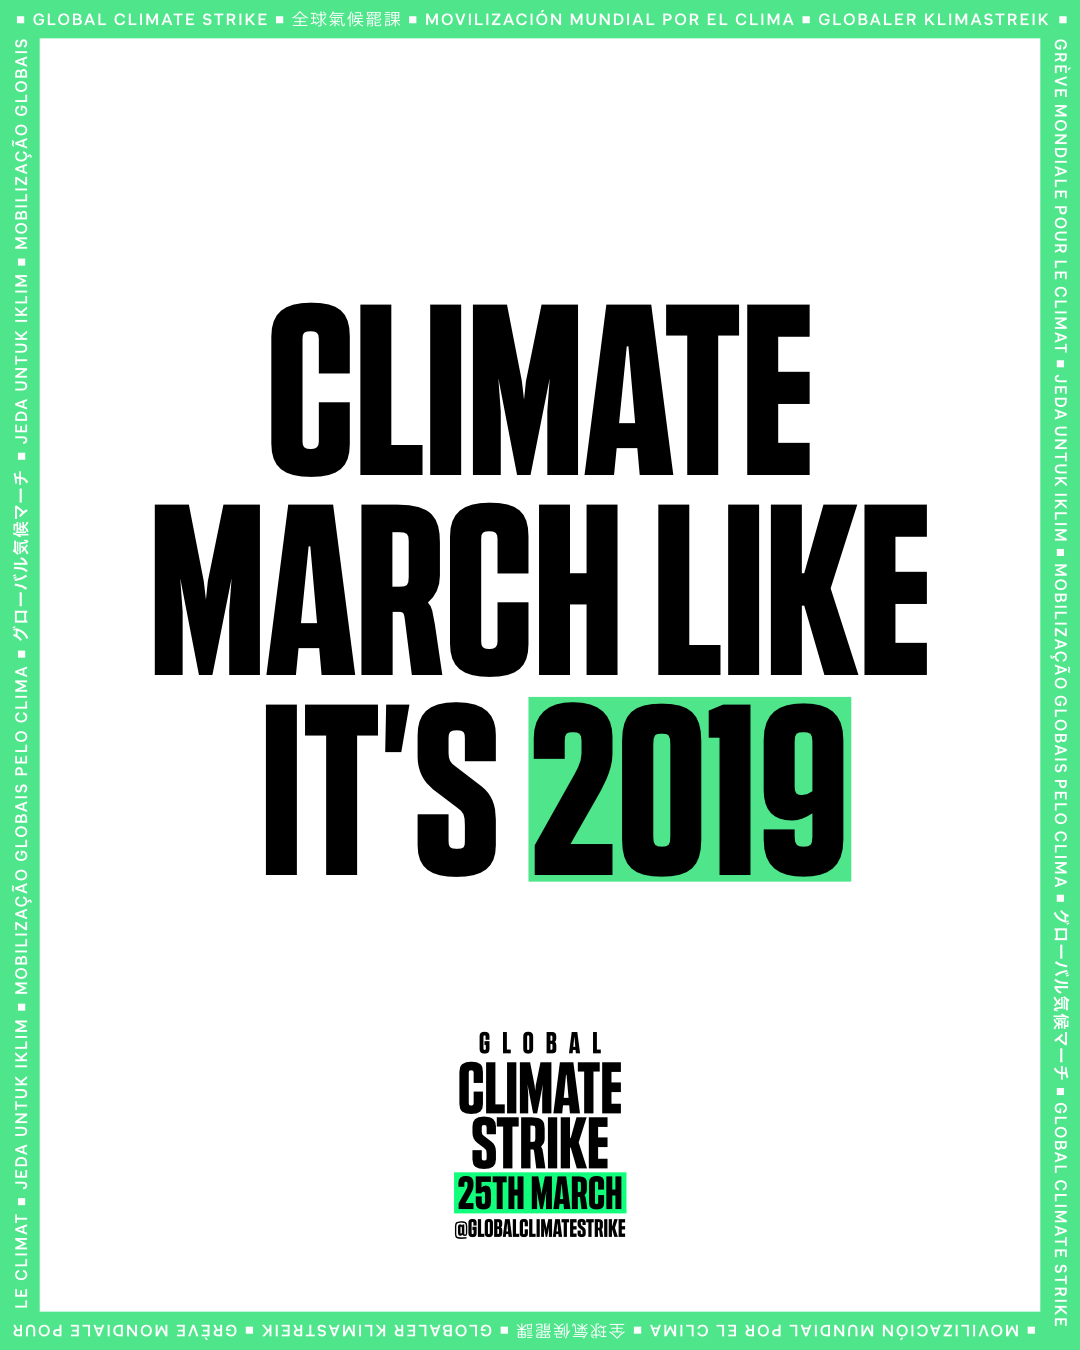 ■ GLOBAL CLIMATE STRIKE ■ 全球氣候罷課 ■ MOVILIZACIÓN MUNDIAL POR EL CLIMA ■ GLOBALER KLIMASTREIK ■
GRÈVE MONDIALE POUR LE CLIMAT ■ JEDA UNTUK IKLIM ■ MOBILIZAÇÃO GLOBAIS PELO CLIMA ■ グローバル気候マーチ ■ GLOBAL CLIMATE STRIKE
■ MOVILIZACIÓN MUNDIAL POR EL CLIMA ■ 全球氣候罷課 ■ GLOBALER KLIMASTREIK ■ GRÈVE MONDIALE POUR
LE CLIMAT ■ JEDA UNTUK IKLIM ■ MOBILIZAÇÃO GLOBAIS PELO CLIMA ■ グローバル気候マーチ ■ JEDA UNTUK IKLIM ■ MOBILIZAÇÃO GLOBAIS
CLIMATE
MARCH LIKE
IT'S 2019
GLOBAL
CLIMATE
STRIKE
25TH MARCH
@GLOBALCLIMATESTRIKE